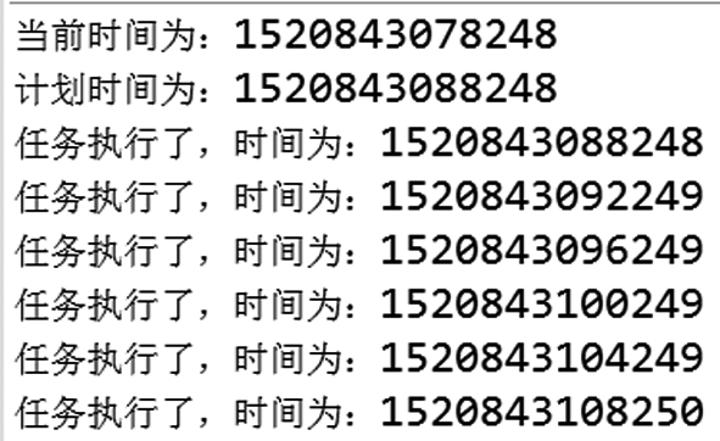 当前时间为：1520843078248
计划时间为：1520843088248
任务执行了，时间为：1520843088248
任务执行了，时间为：1520843092249
任务执行了，时间为：1520843096249
任务执行了，时间为：1520843100249
任务执行了，时间为：1520843104249
任务执行了，时间为：1520843108250